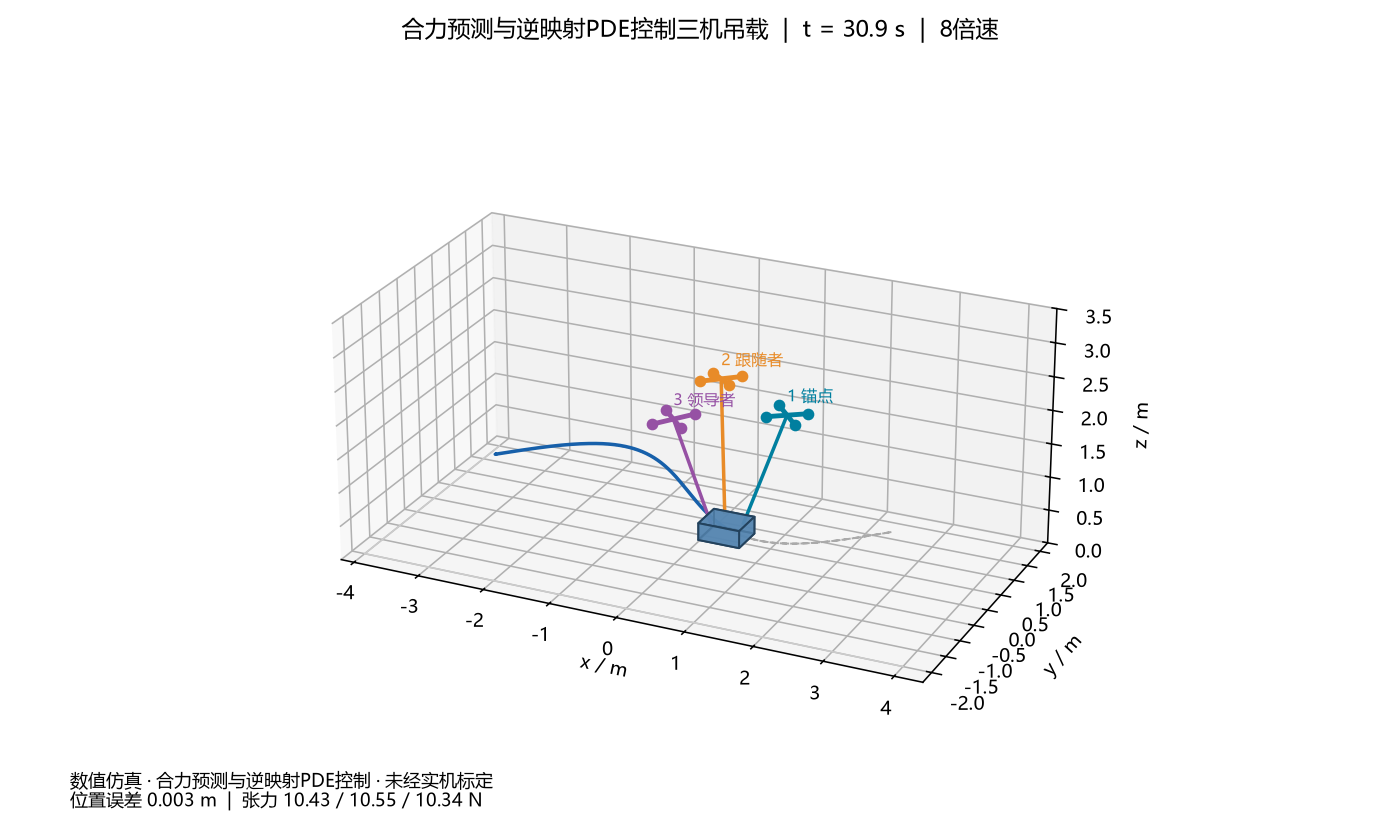 合力预测与逆映射PDE控制三机吊载 | t = 30.9 s | 8倍速
2 跟随者
3 领导者
1 锚点
3.5
3.0
2.5
2.0
1.5
1.0
0.5
0.0
z / m
2.0
1.5
1.0
0.5
0.0
-0.5
-1.0
-1.5
-2.0
y / m
-4
-3
-2
-1
0
1
2
3
4
x / m
数值仿真 · 合力预测与逆映射PDE控制 · 未经实机标定
位置误差 0.003 m | 张力 10.43 / 10.55 / 10.34 N